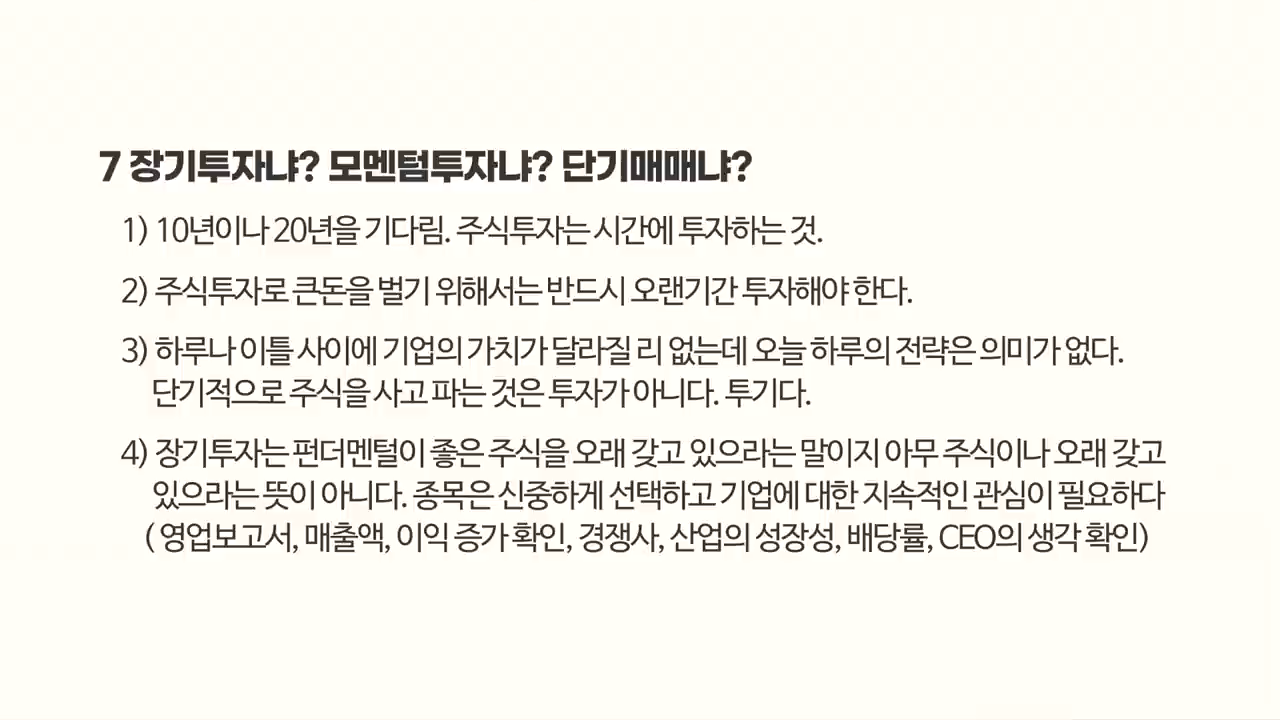 7 장기투자냐? 모멘텀투자냐? 단기매매냐?
1) 10년이나 20년을 기다림. 주식투자는 시간에 투자하는 것.
2) 주식투자로 큰돈을 벌기 위해서는 반드시 오랜기간 투자해야 한다.
3) 하루나 이틀 사이에 기업의 가치가 달라질 리 없는데 오늘 하루의 전략은 의미가 없다.
단기적으로 주식을 사고 파는 것은 투자가 아니다. 투기다.
4) 장기투자는 펀더멘털이 좋은 주식을 오래 갖고 있으라는 말이지 아무 주식이나 오래 갖고
있으라는 뜻이 아니다. 종목은 신중하게 선택하고 기업에 대한 지속적인 관심이 필요하다
( 영업보고서, 매출액, 이익 증가 확인, 경쟁사, 산업의 성장성, 배당률, CEO의 생각 확인)